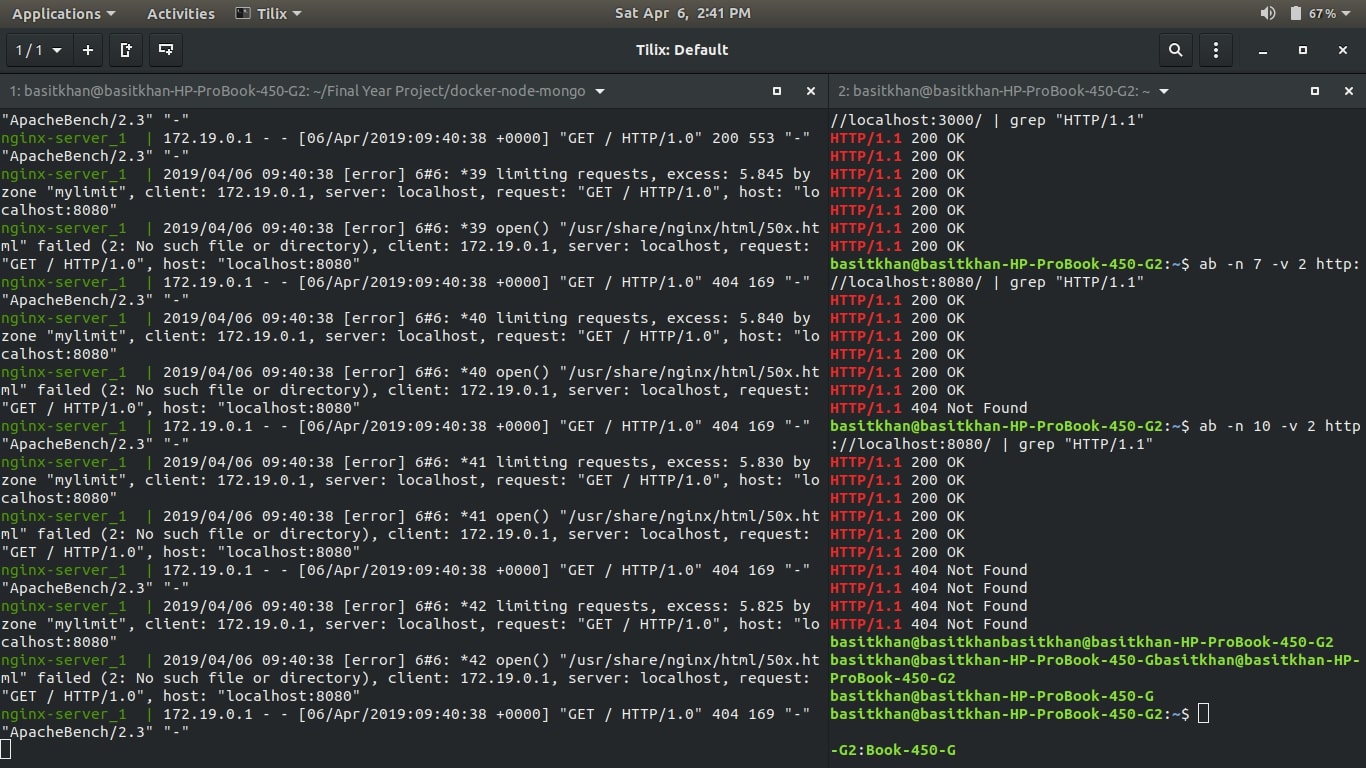 Applications Activities Tilix Sat Apr 6, 2:41 PM 67%
1 / 1 Tilix: Default
1: basitkhan@basitkhan-HP-ProBook-450-G2: ~/Final Year Project/docker-node-mongo
"ApacheBench/2.3" "-"
nginx-server_1 | 172.19.0.1 - - [06/Apr/2019:09:40:38 +0000] "GET / HTTP/1.0" 200 553 "-"
"ApacheBench/2.3" "-"
nginx-server_1 | 2019/04/06 09:40:38 [error] 6#6: *39 limiting requests, excess: 5.845 by
zone "mylimit", client: 172.19.0.1, server: localhost, request: "GET / HTTP/1.0", host: "lo
calhost:8080"
nginx-server_1 | 2019/04/06 09:40:38 [error] 6#6: *39 open() "/usr/share/nginx/html/50x.ht
ml" failed (2: No such file or directory), client: 172.19.0.1, server: localhost, request:
"GET / HTTP/1.0", host: "localhost:8080"
nginx-server_1 | 172.19.0.1 - - [06/Apr/2019:09:40:38 +0000] "GET / HTTP/1.0" 404 169 "-"
"ApacheBench/2.3" "-"
nginx-server_1 | 2019/04/06 09:40:38 [error] 6#6: *40 limiting requests, excess: 5.840 by
zone "mylimit", client: 172.19.0.1, server: localhost, request: "GET / HTTP/1.0", host: "lo
calhost:8080"
nginx-server_1 | 2019/04/06 09:40:38 [error] 6#6: *40 open() "/usr/share/nginx/html/50x.ht
ml" failed (2: No such file or directory), client: 172.19.0.1, server: localhost, request:
"GET / HTTP/1.0", host: "localhost:8080"
nginx-server_1 | 172.19.0.1 - - [06/Apr/2019:09:40:38 +0000] "GET / HTTP/1.0" 404 169 "-"
"ApacheBench/2.3" "-"
nginx-server_1 | 2019/04/06 09:40:38 [error] 6#6: *41 limiting requests, excess: 5.830 by
zone "mylimit", client: 172.19.0.1, server: localhost, request: "GET / HTTP/1.0", host: "lo
calhost:8080"
nginx-server_1 | 2019/04/06 09:40:38 [error] 6#6: *41 open() "/usr/share/nginx/html/50x.ht
ml" failed (2: No such file or directory), client: 172.19.0.1, server: localhost, request:
"GET / HTTP/1.0", host: "localhost:8080"
nginx-server_1 | 172.19.0.1 - - [06/Apr/2019:09:40:38 +0000] "GET / HTTP/1.0" 404 169 "-"
"ApacheBench/2.3" "-"
nginx-server_1 | 2019/04/06 09:40:38 [error] 6#6: *42 limiting requests, excess: 5.825 by
zone "mylimit", client: 172.19.0.1, server: localhost, request: "GET / HTTP/1.0", host: "lo
calhost:8080"
nginx-server_1 | 2019/04/06 09:40:38 [error] 6#6: *42 open() "/usr/share/nginx/html/50x.ht
ml" failed (2: No such file or directory), client: 172.19.0.1, server: localhost, request:
"GET / HTTP/1.0", host: "localhost:8080"
nginx-server_1 | 172.19.0.1 - - [06/Apr/2019:09:40:38 +0000] "GET / HTTP/1.0" 404 169 "-"
"ApacheBench/2.3" "-"
2: basitkhan@basitkhan-HP-ProBook-450-G2: ~
//localhost:3000/ | grep "HTTP/1.1"
HTTP/1.1 200 OK
HTTP/1.1 200 OK
HTTP/1.1 200 OK
HTTP/1.1 200 OK
HTTP/1.1 200 OK
HTTP/1.1 200 OK
HTTP/1.1 200 OK
basitkhan@basitkhan-HP-ProBook-450-G2:~$ ab -n 7 -v 2 http:
//localhost:8080/ | grep "HTTP/1.1"
HTTP/1.1 200 OK
HTTP/1.1 200 OK
HTTP/1.1 200 OK
HTTP/1.1 200 OK
HTTP/1.1 200 OK
HTTP/1.1 200 OK
HTTP/1.1 404 Not Found
basitkhan@basitkhan-HP-ProBook-450-G2:~$ ab -n 10 -v 2 http
://localhost:8080/ | grep "HTTP/1.1"
HTTP/1.1 200 OK
HTTP/1.1 200 OK
HTTP/1.1 200 OK
HTTP/1.1 200 OK
HTTP/1.1 200 OK
HTTP/1.1 200 OK
HTTP/1.1 404 Not Found
HTTP/1.1 404 Not Found
HTTP/1.1 404 Not Found
HTTP/1.1 404 Not Found
basitkhan@basitkhanbasitkhan@basitkhan-HP-ProBook-450-G2
basitkhan@basitkhan-HP-ProBook-450-Gbasitkhan@basitkhan-HP-
ProBook-450-G2
basitkhan@basitkhan-HP-ProBook-450-G
basitkhan@basitkhan-HP-ProBook-450-G2:~$
-G2:Book-450-G